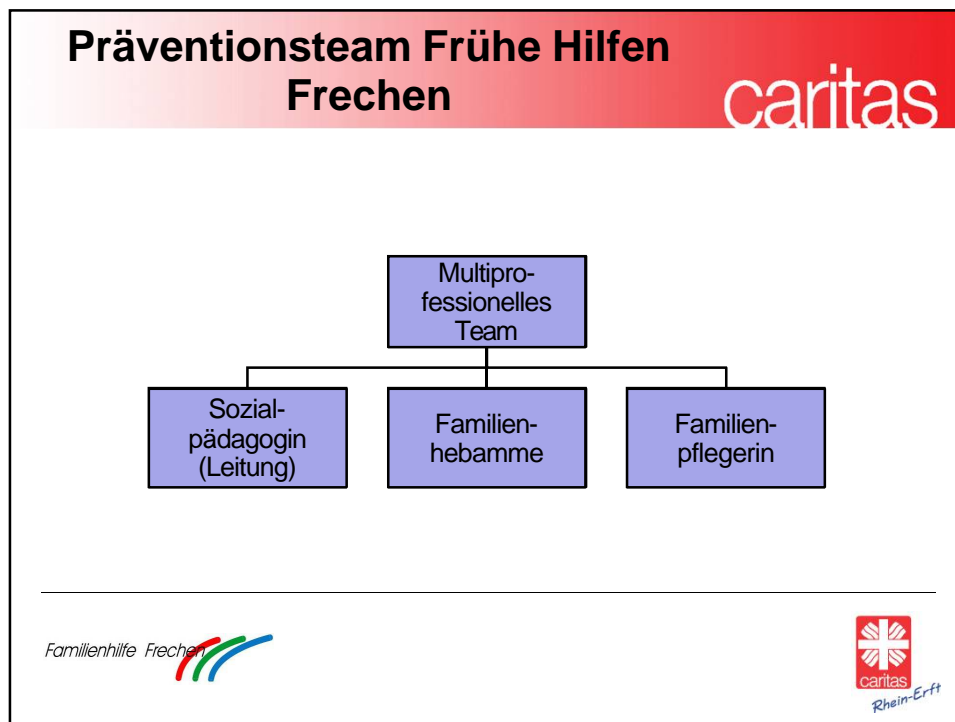 Präventionsteam Frühe Hilfen
Frechen
caritas
Multipro-
fessionelles
Team
Sozial-
pädagogin
(Leitung)
Familien-
hebamme
Familien-
pflegerin
Familienhilfe Frechen
caritas
Rhein-Erft